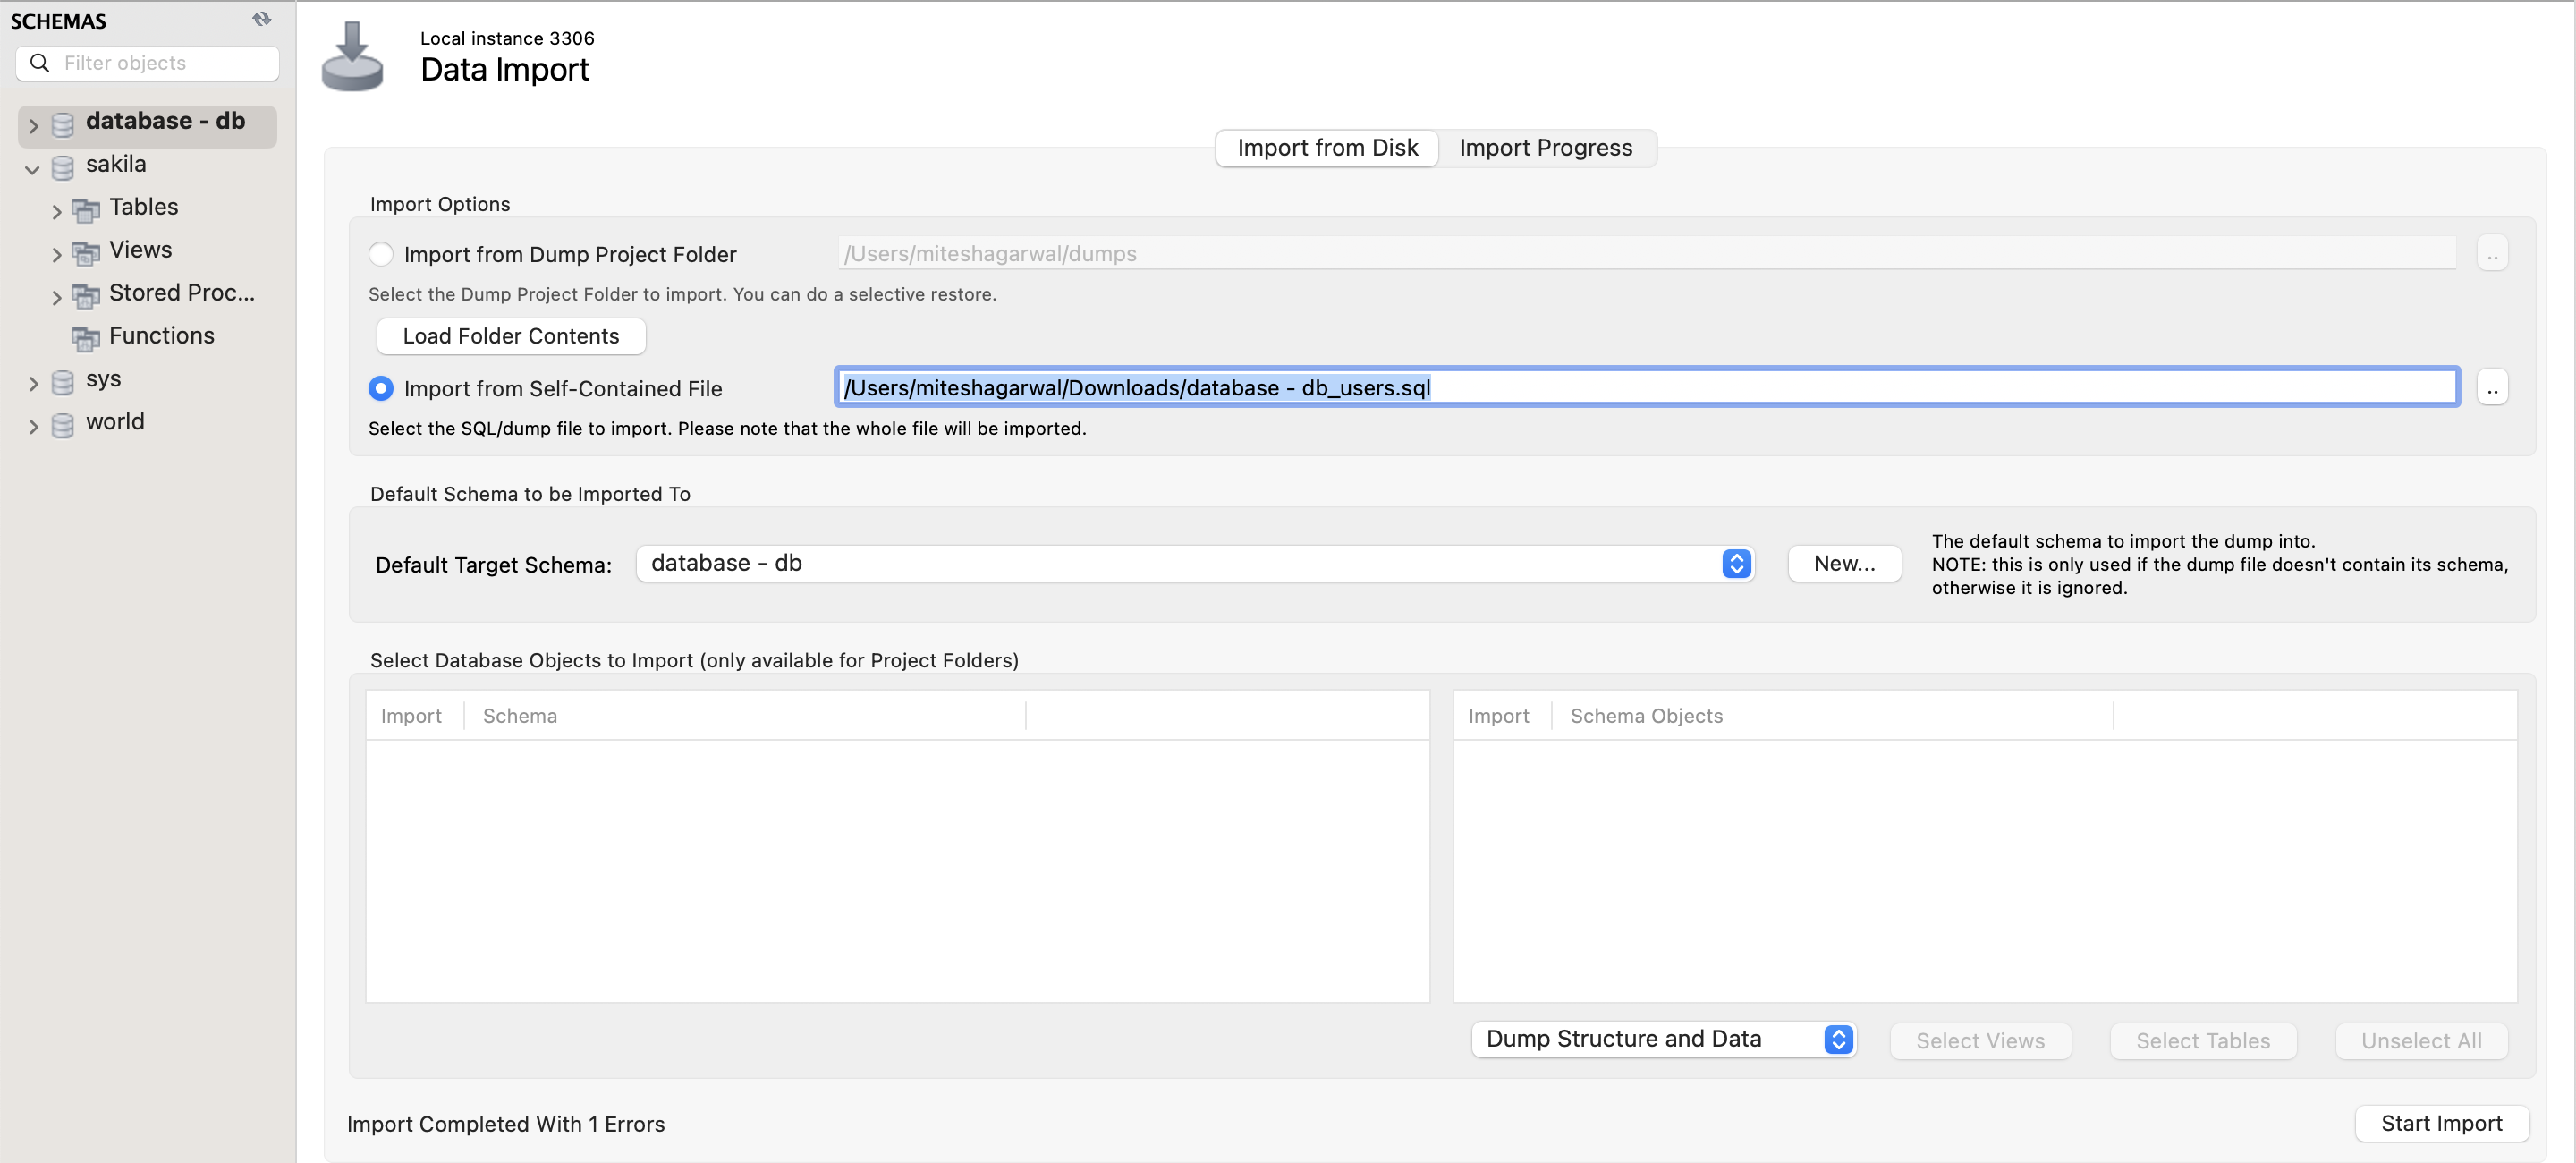 SCHEMAS
Filter objects
database - db
sakila
Tables
Views
Stored Proc...
Functions
sys
world
Local instance 3306
Data Import
Import from Disk
Import Progress
Import Options
Import from Dump Project Folder
/Users/miteshagarwal/dumps
..
Select the Dump Project Folder to import. You can do a selective restore.
Load Folder Contents
Import from Self-Contained File
/Users/miteshagarwal/Downloads/database - db_users.sql
..
Select the SQL/dump file to import. Please note that the whole file will be imported.
Default Schema to be Imported To
Default Target Schema:
database - db
New...
The default schema to import the dump into.
NOTE: this is only used if the dump file doesn't contain its schema,
otherwise it is ignored.
Select Database Objects to Import (only available for Project Folders)
Import
Schema
Import
Schema Objects
Dump Structure and Data
Select Views
Select Tables
Unselect All
Import Completed With 1 Errors
Start Import